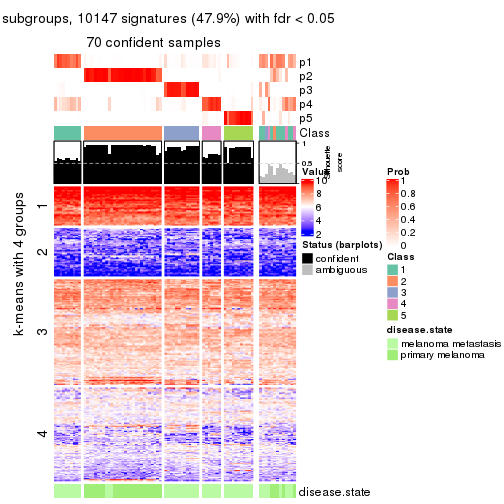 subgroups, 10147 signatures (47.9%) with fdr < 0.05
70 confident samples
p1
p2
p3
p4
p5
Class
1
0.5
0
silhouette
score
k-means with 4 groups
1
2
3
4
Value
10
8
6
4
2
Status (barplots)
confident
ambiguous
Prob
1
0.8
0.6
0.4
0.2
0
Class
1
2
3
4
5
disease.state
melanoma metastasis
primary melanoma
disease.state